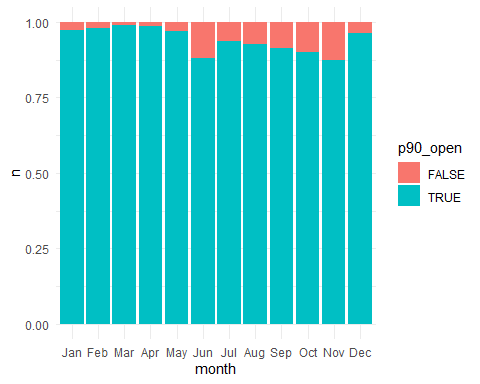 1.00
0.75
0.50
0.25
0.00
n
Jan Feb Mar Apr May Jun Jul Aug Sep Oct Nov Dec
month
p90_open
FALSE
TRUE